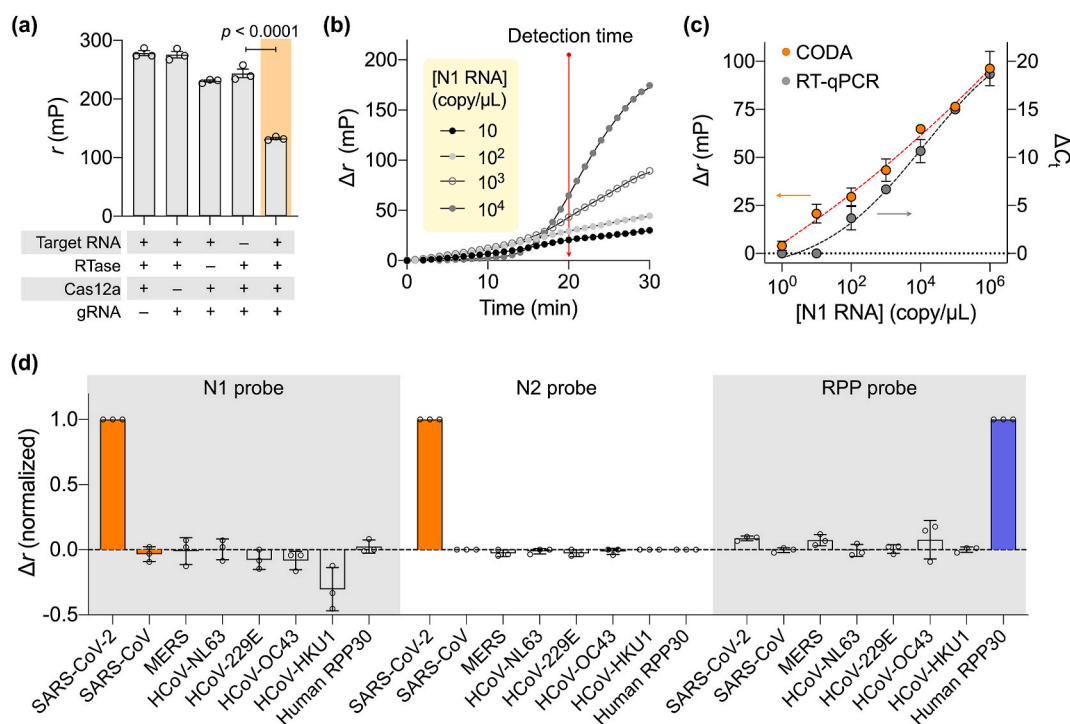 (a)
p < 0.0001
300
200
100
0
r (mP)
Target RNA + + + – +
RTase + + – + +
Cas12a + – + + +
gRNA – + + + +
(b)
Detection time
[N1 RNA]
(copy/µL)
10
10²
10³
10⁴
200
150
100
50
0
Δr (mP)
0 10 20 30
Time (min)
(c)
CODA
RT-qPCR
100
75
50
25
0
Δr (mP)
20
15
10
5
0
ΔCt
10⁰ 10² 10⁴ 10⁶
[N1 RNA] (copy/µL)
(d)
N1 probe N2 probe RPP probe
1.0
0.5
0.0
-0.5
Δr (normalized)
SARS-CoV-2
SARS-CoV
MERS
HCoV-NL63
HCoV-229E
HCoV-OC43
HCoV-HKU1
Human RPP30
SARS-CoV-2
SARS-CoV
MERS
HCoV-NL63
HCoV-229E
HCoV-OC43
HCoV-HKU1
Human RPP30
SARS-CoV-2
SARS-CoV
MERS
HCoV-NL63
HCoV-229E
HCoV-OC43
HCoV-HKU1
Human RPP30